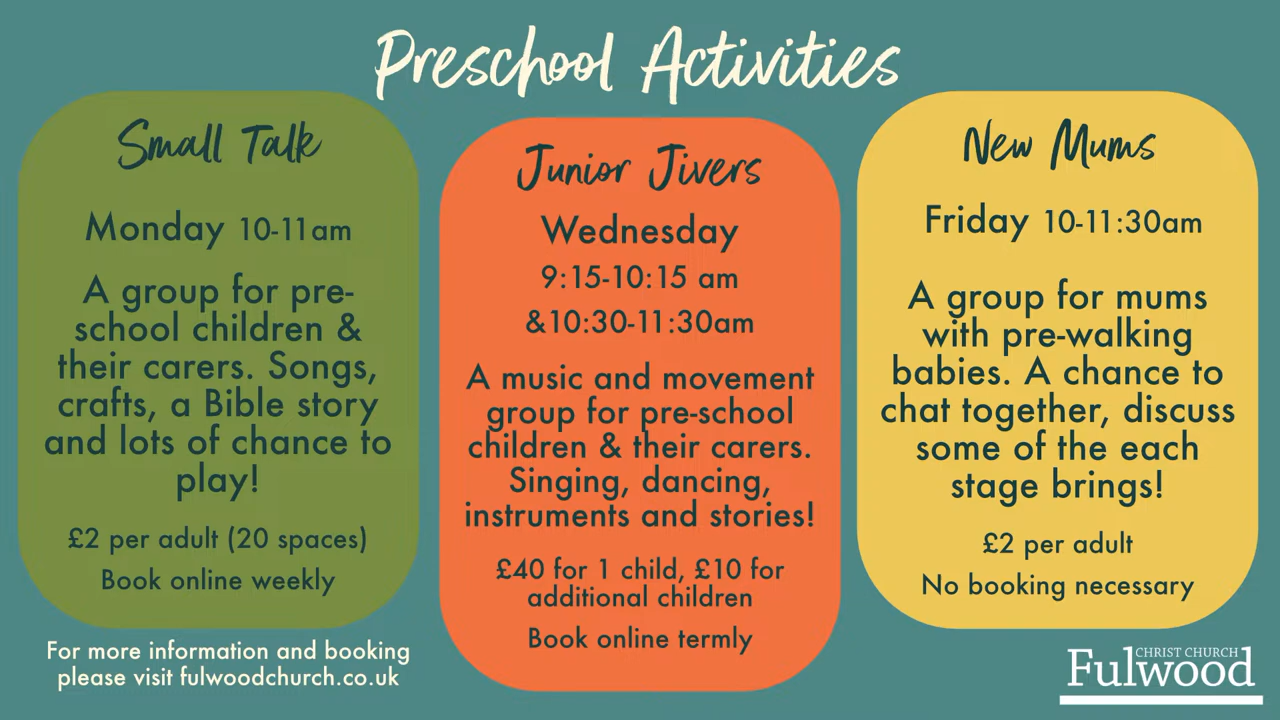 Preschool Activities
Small Talk
Monday 10-11am
A group for pre-
school children &
their carers. Songs,
crafts, a Bible story
and lots of chance to
play!
£2 per adult (20 spaces)
Book online weekly
Junior Jivers
Wednesday
9:15-10:15 am
&10:30-11:30am
A music and movement
group for pre-school
children & their carers.
Singing, dancing,
instruments and stories!
£40 for 1 child, £10 for
additional children
Book online termly
New Mums
Friday 10-11:30am
A group for mums
with pre-walking
babies. A chance to
chat together, discuss
some of the each
stage brings!
£2 per adult
No booking necessary
For more information and booking
please visit fulwoodchurch.co.uk
CHRIST CHURCH
Fulwood